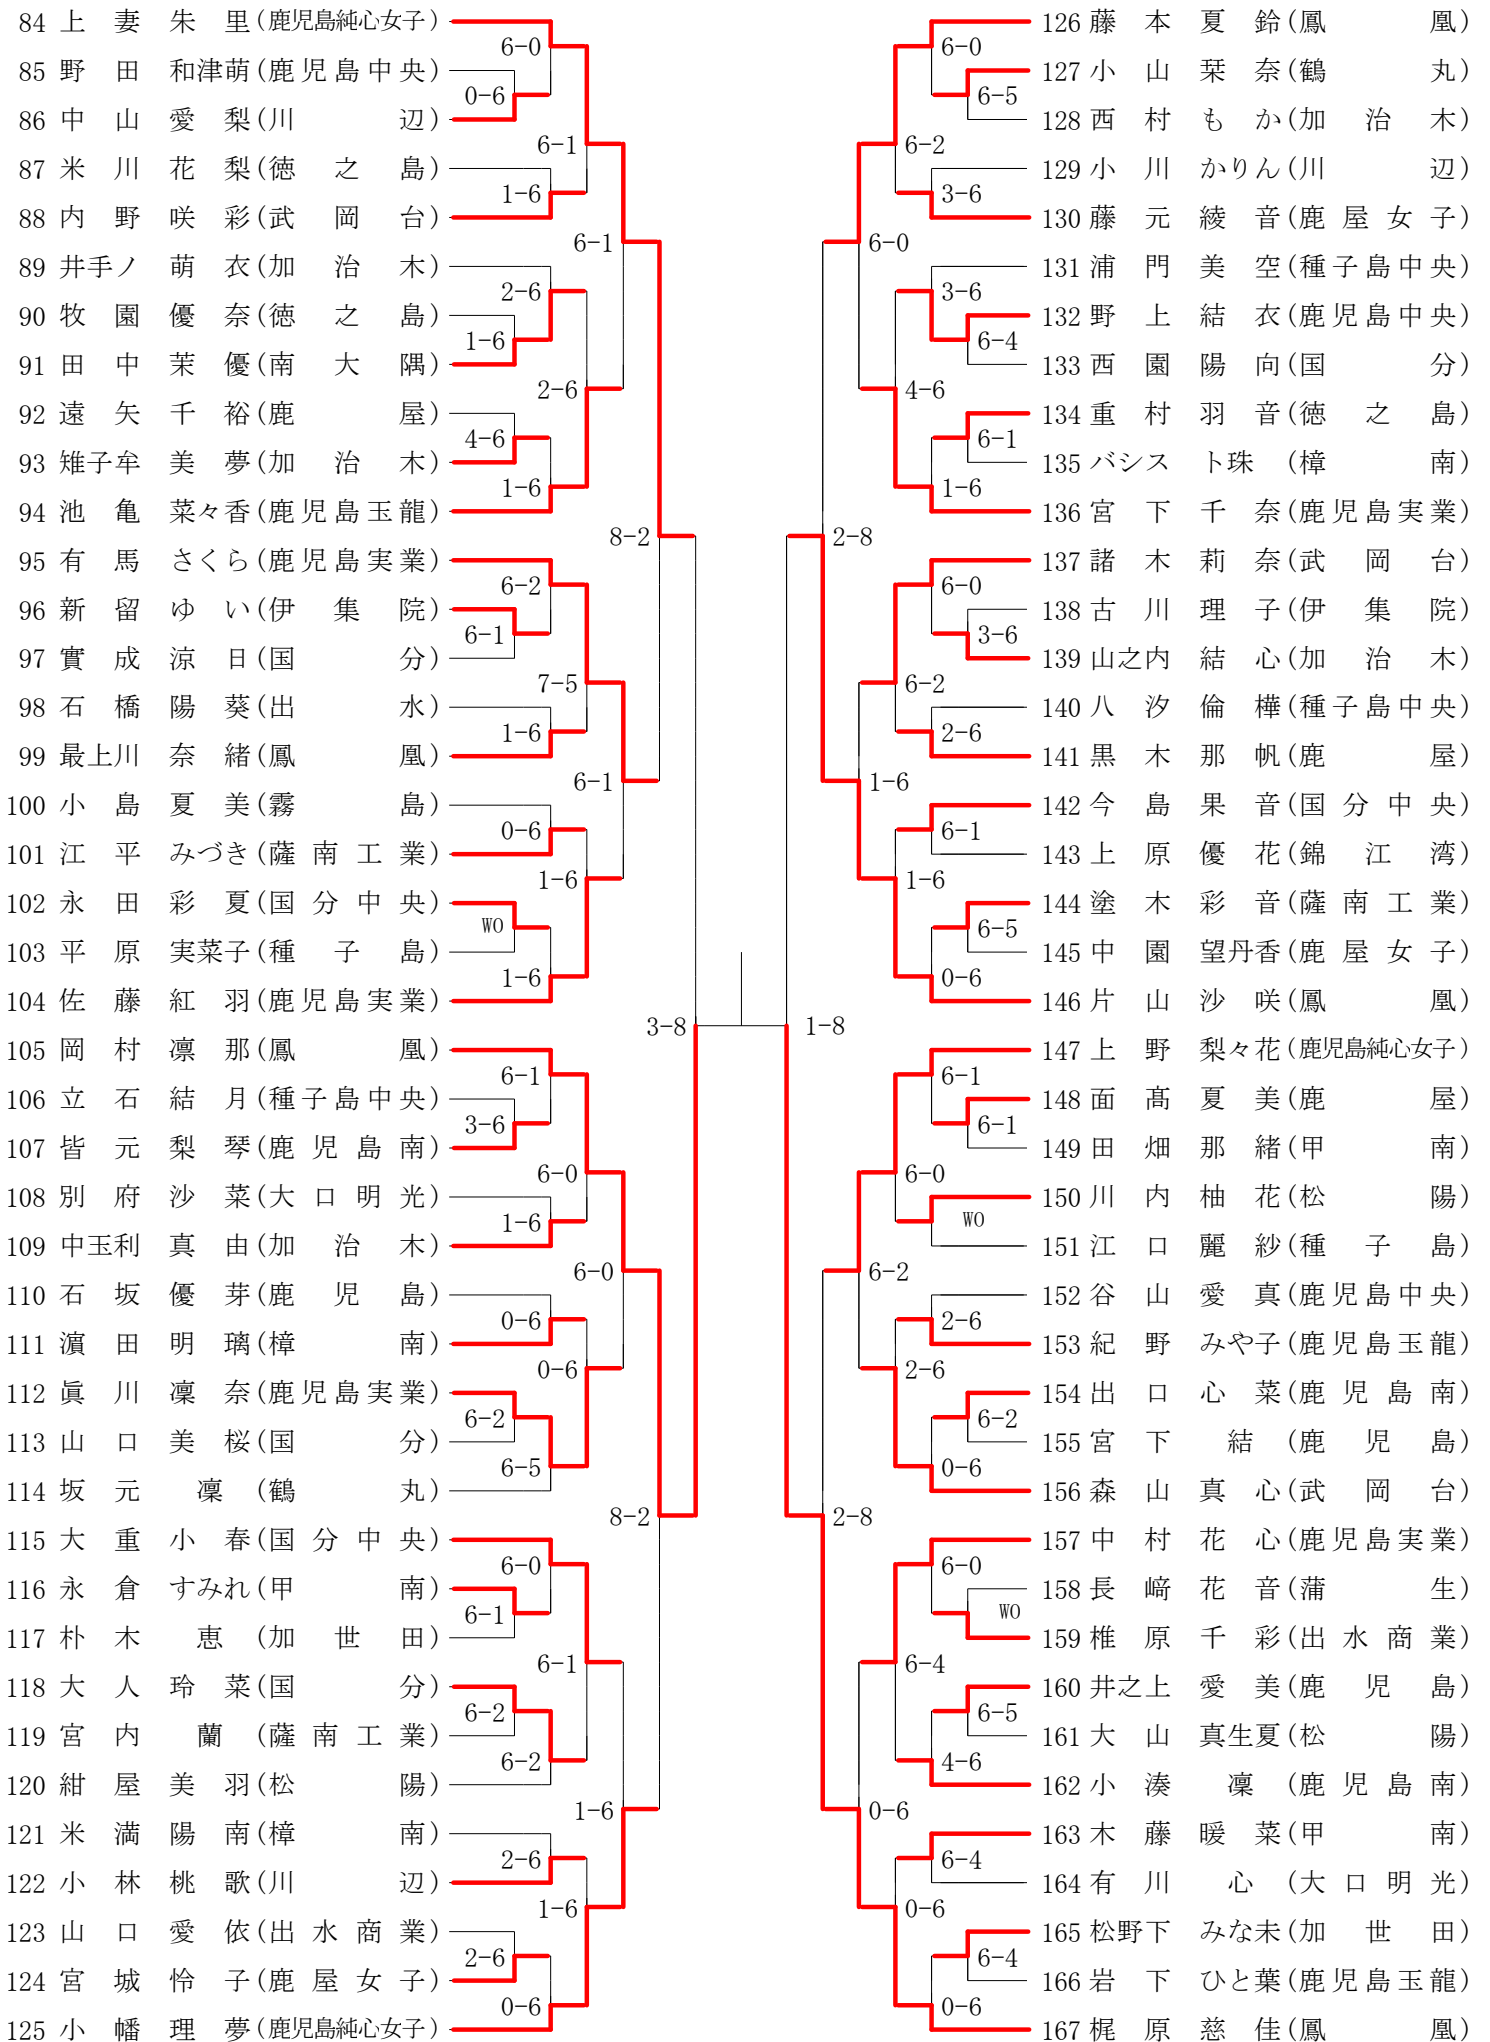 84 上妻 朱里 (鹿児島純心女子)
6-0
85 野田 和津萌 (鹿児島中央)
0-6
86 中山 愛梨 (川辺)
6-1
87 米川 花梨 (徳之島)
1-6
88 内野 咲彩 (武岡台)
6-1
89 井手ノ 萌衣 (加治木)
2-6
90 牧園 優奈 (徳之島)
1-6
91 田中 茉優 (南大隅)
2-6
92 遠矢 千裕 (鹿屋)
4-6
93 雉子牟 美夢 (加治木)
1-6
94 池亀 菜々香 (鹿児島玉龍)
8-2
95 有馬 さくら (鹿児島実業)
6-2
96 新留 ゆい (伊集院)
6-1
97 實成 涼日 (国分)
7-5
98 石橋 陽葵 (出水)
1-6
99 最上川 奈緒 (鳳凰)
6-1
100 小島 夏美 (霧島)
0-6
101 江平 みづき (薩南工業)
1-6
102 永田 彩夏 (国分中央)
WO
103 平原 実菜子 (種子島)
1-6
104 佐藤 紅羽 (鹿児島実業)
3-8
105 岡村 凛那 (鳳凰)
6-1
106 立石 結月 (種子島中央)
3-6
107 皆元 梨琴 (鹿児島南)
6-0
108 別府 沙菜 (大口明光)
1-6
109 中玉利 真由 (加治木)
6-0
110 石坂 優芽 (鹿児島)
0-6
111 濵田 明璃 (樟南)
0-6
112 眞川 凜奈 (鹿児島実業)
6-2
113 山口 美桜 (国分)
6-5
114 坂元 凜 (鶴丸)
8-2
115 大重 小春 (国分中央)
6-0
116 永倉 すみれ (甲南)
6-1
117 朴木 恵 (加世田)
6-1
118 大人 玲菜 (国分)
6-2
119 宮内 蘭 (薩南工業)
6-2
120 紺屋 美羽 (松陽)
1-6
121 米満 陽南 (樟南)
2-6
122 小林 桃歌 (川辺)
1-6
123 山口 愛依 (出水商業)
2-6
124 宮城 怜子 (鹿屋女子)
0-6
125 小幡 理夢 (鹿児島純心女子)
126 藤本 夏鈴 (鳳凰)
6-0
127 小山 栞奈 (鶴丸)
6-5
128 西村 もか (加治木)
6-2
129 小川 かりん (川辺)
3-6
130 藤元 綾音 (鹿屋女子)
6-0
131 浦門 美空 (種子島中央)
3-6
132 野上 結衣 (鹿児島中央)
6-4
133 西園 陽向 (国分)
4-6
134 重村 羽音 (徳之島)
6-1
135 バシスト珠 (樟南)
1-6
136 宮下 千奈 (鹿児島実業)
2-8
137 諸木 莉奈 (武岡台)
6-0
138 古川 理子 (伊集院)
3-6
139 山之内 結心 (加治木)
6-2
140 八汐 倫樺 (種子島中央)
2-6
141 黒木 那帆 (鹿屋)
1-6
142 今島 果音 (国分中央)
6-1
143 上原 優花 (錦江湾)
1-6
144 塗木 彩音 (薩南工業)
6-5
145 中園 望丹香 (鹿屋女子)
0-6
146 片山 沙咲 (鳳凰)
1-8
147 上野 梨々花 (鹿児島純心女子)
6-1
148 面髙 夏美 (鹿屋)
6-1
149 田畑 那緒 (甲南)
6-0
150 川内 柚花 (松陽)
WO
151 江口 麗紗 (種子島)
6-2
152 谷山 愛真 (鹿児島中央)
2-6
153 紀野 みや子 (鹿児島玉龍)
2-6
154 出口 心菜 (鹿児島南)
6-2
155 宮下 結 (鹿児島)
0-6
156 森山 真心 (武岡台)
2-8
157 中村 花心 (鹿児島実業)
6-0
158 長﨑 花音 (蒲生)
WO
159 椎原 千彩 (出水商業)
6-4
160 井之上 愛美 (鹿児島)
6-5
161 大山 真生夏 (松陽)
4-6
162 小湊 凜 (鹿児島南)
0-6
163 木藤 暖菜 (甲南)
6-4
164 有川 心 (大口明光)
0-6
165 松野下 みな未 (加世田)
6-4
166 岩下 ひと葉 (鹿児島玉龍)
0-6
167 梶原 慈佳 (鳳凰)